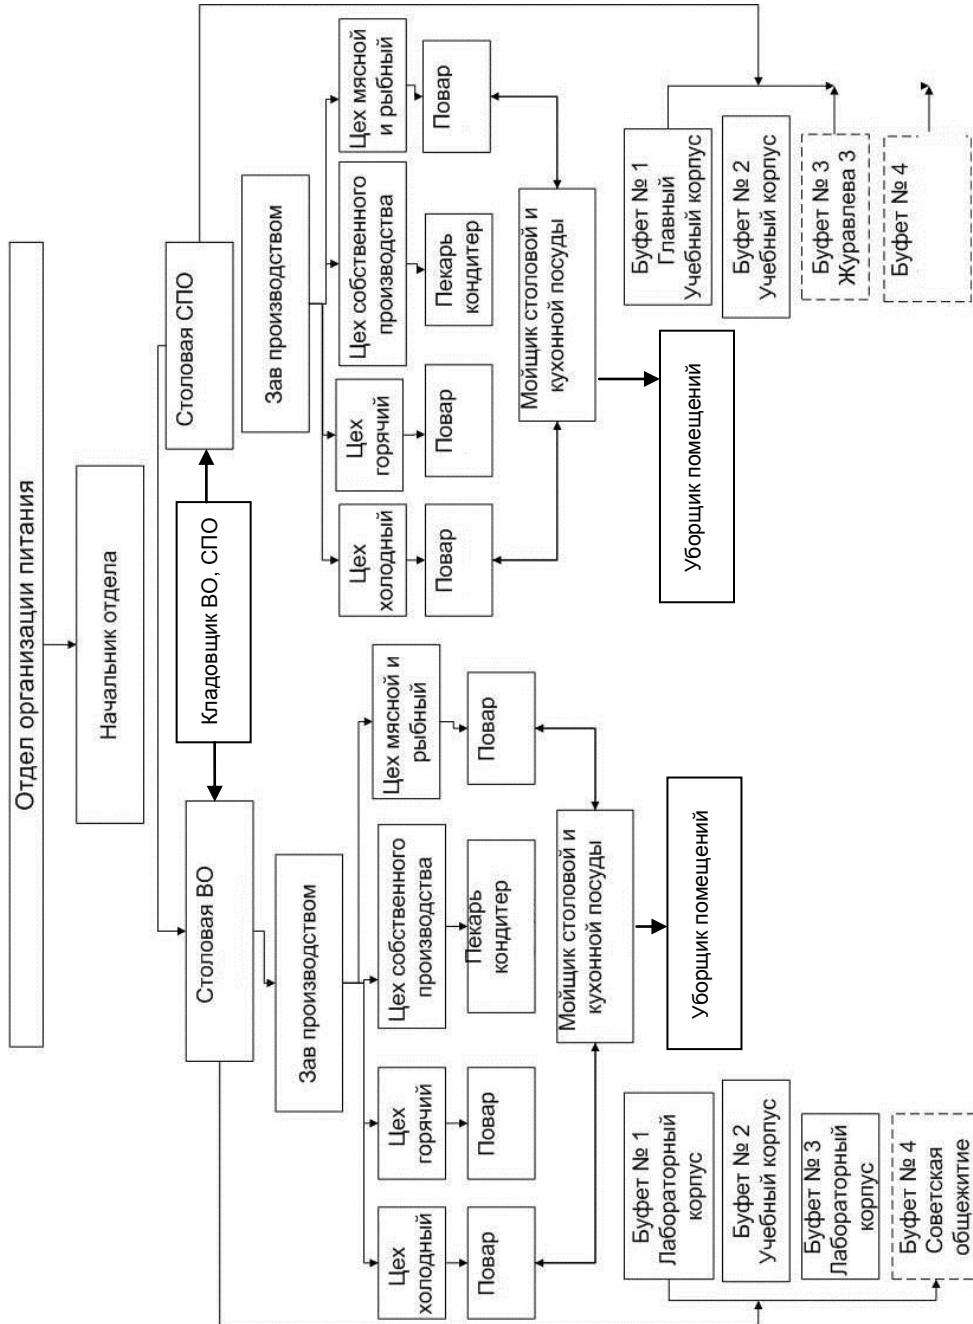 Отдел организации питания
Начальник отдела
Кладовщик ВО, СПО
Столовая ВО
Столовая СПО
Зав производством
Цех
холодный
Цех
горячий
Цех собственного
производства
Цех мясной и
рыбный
Повар
Повар
Пекарь
кондитер
Повар
Мойщик столовой и
кухонной посуды
Уборщик помещений
Буфет № 1
Лабораторный
корпус
Буфет № 2
Учебный корпус
Буфет № 3
Лабораторный
корпус
Буфет № 4
Советская
общежитие
Зав производством
Цех
холодный
Цех
горячий
Цех собственного
производства
Цех мясной
и рыбный
Повар
Повар
Пекарь
кондитер
Повар
Мойщик столовой и
кухонной посуды
Уборщик помещений
Буфет № 1
Главный
Учебный корпус
Буфет № 2
Учебный корпус
Буфет № 3
Журавлева 3
Буфет № 4